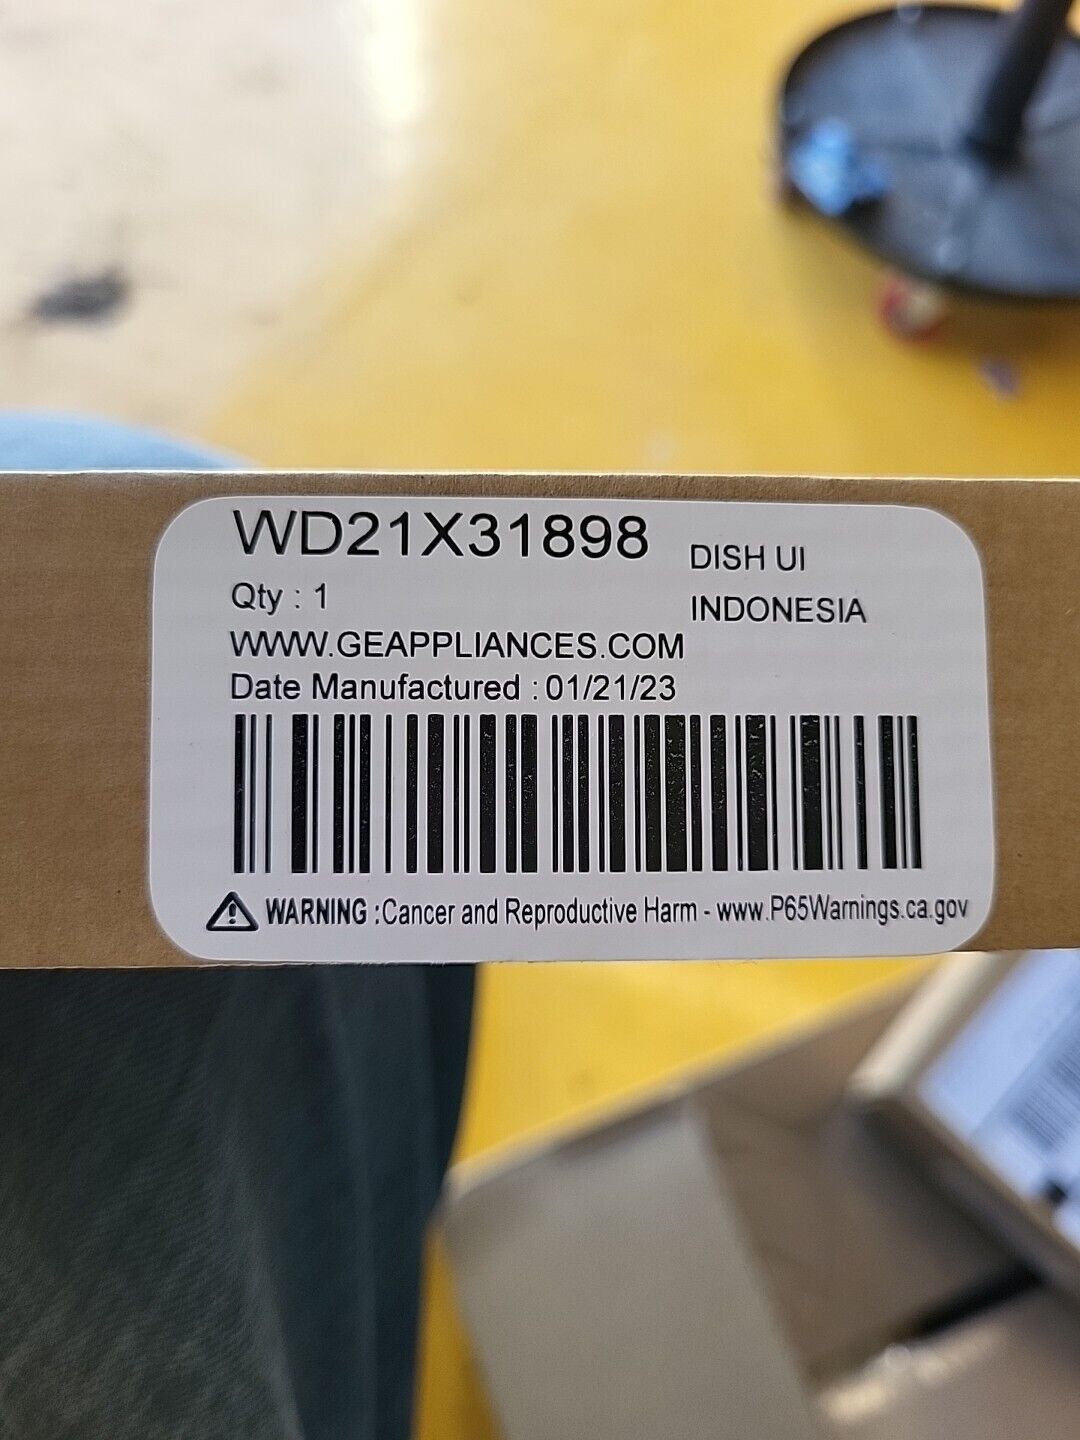 WD21X31898
DISH UI
Qty : 1
INDONESIA
WWW.GEAPPLIANCES.COM
Date Manufactured : 01/21/23
WARNING :Cancer and Reproductive Harm - www.P65Warnings.ca.gov